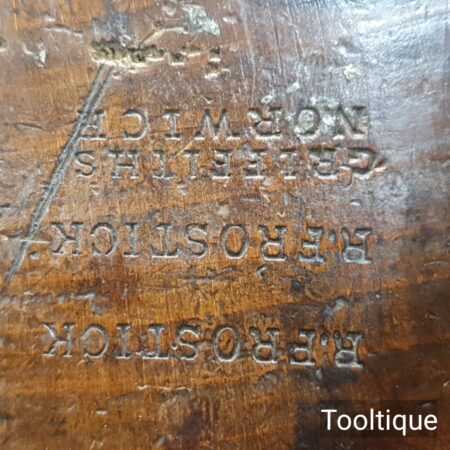 R.FROSTICK
R.FROSTICK
GRIFFITHS
NORWICH
Tooltique